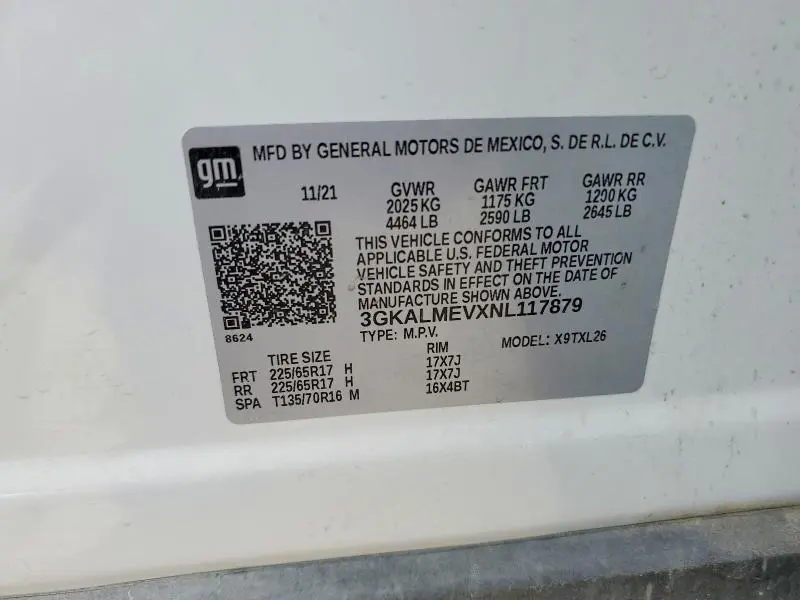 gm MFD BY GENERAL MOTORS DE MEXICO, S. DE R.L. DE C.V.
11/21 GVWR GAWR FRT GAWR RR
2025 KG 1175 KG 1200 KG
4464 LB 2590 LB 2645 LB
THIS VEHICLE CONFORMS TO ALL
APPLICABLE U.S. FEDERAL MOTOR
VEHICLE SAFETY AND THEFT PREVENTION
STANDARDS IN EFFECT ON THE DATE OF
MANUFACTURE SHOWN ABOVE.
3GKALMEVXNL117879
8624
TYPE: M.P.V. MODEL: X9TXL26
TIRE SIZE RIM
FRT 225/65R17 H 17X7J
RR 225/65R17 H 17X7J
SPA T135/70R16 M 16X4BT